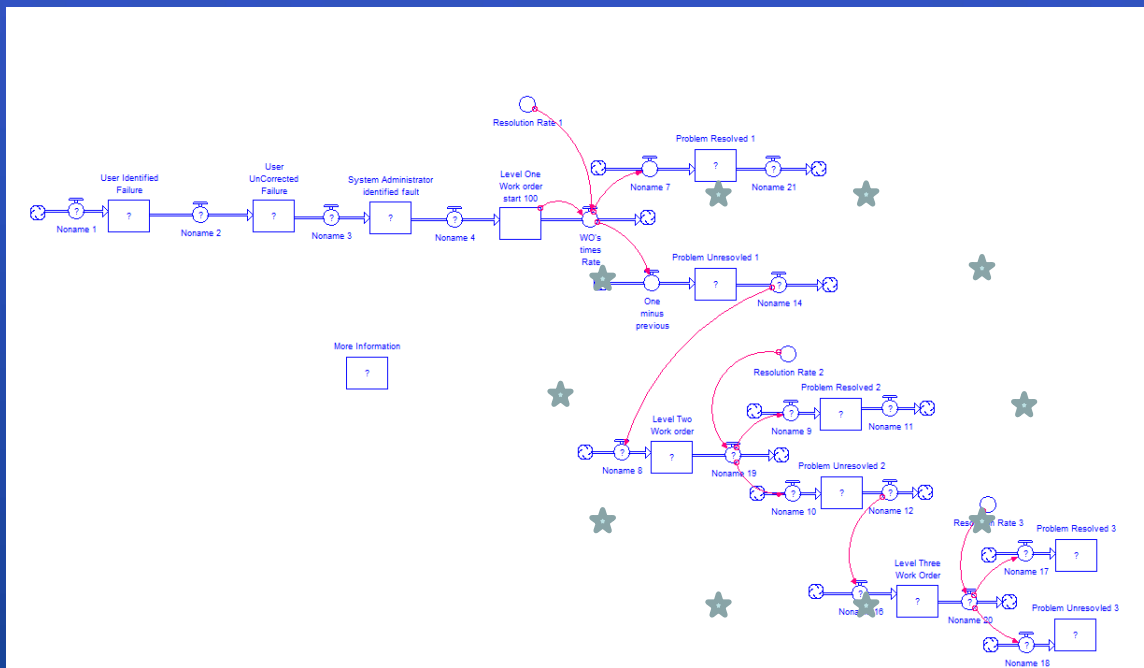 Resolution Rate 1
User Identified
Failure
?
Noname 1
?
Noname 2
?
User
UnCorrected
Failure
?
Noname 3
?
System Administrator
identified fault
?
Noname 4
?
Level One
Work order
start 100
WO's
times
Rate
Noname 7
Problem Resolved 1
?
Noname 21
?
One
minus
previous
Problem Unresovled 1
?
Noname 14
?
More Information
?
Resolution Rate 2
Noname 8
?
Level Two
Work order
?
Noname 19
?
Noname 9
?
Problem Resolved 2
?
Noname 11
?
Noname 10
?
Problem Unresovled 2
?
Noname 12
?
Resolution Rate 3
Noname 16
?
Level Three
Work Order
?
Noname 20
?
Noname 17
?
Problem Resolved 3
?
Noname 18
?
Problem Unresovled 3
?